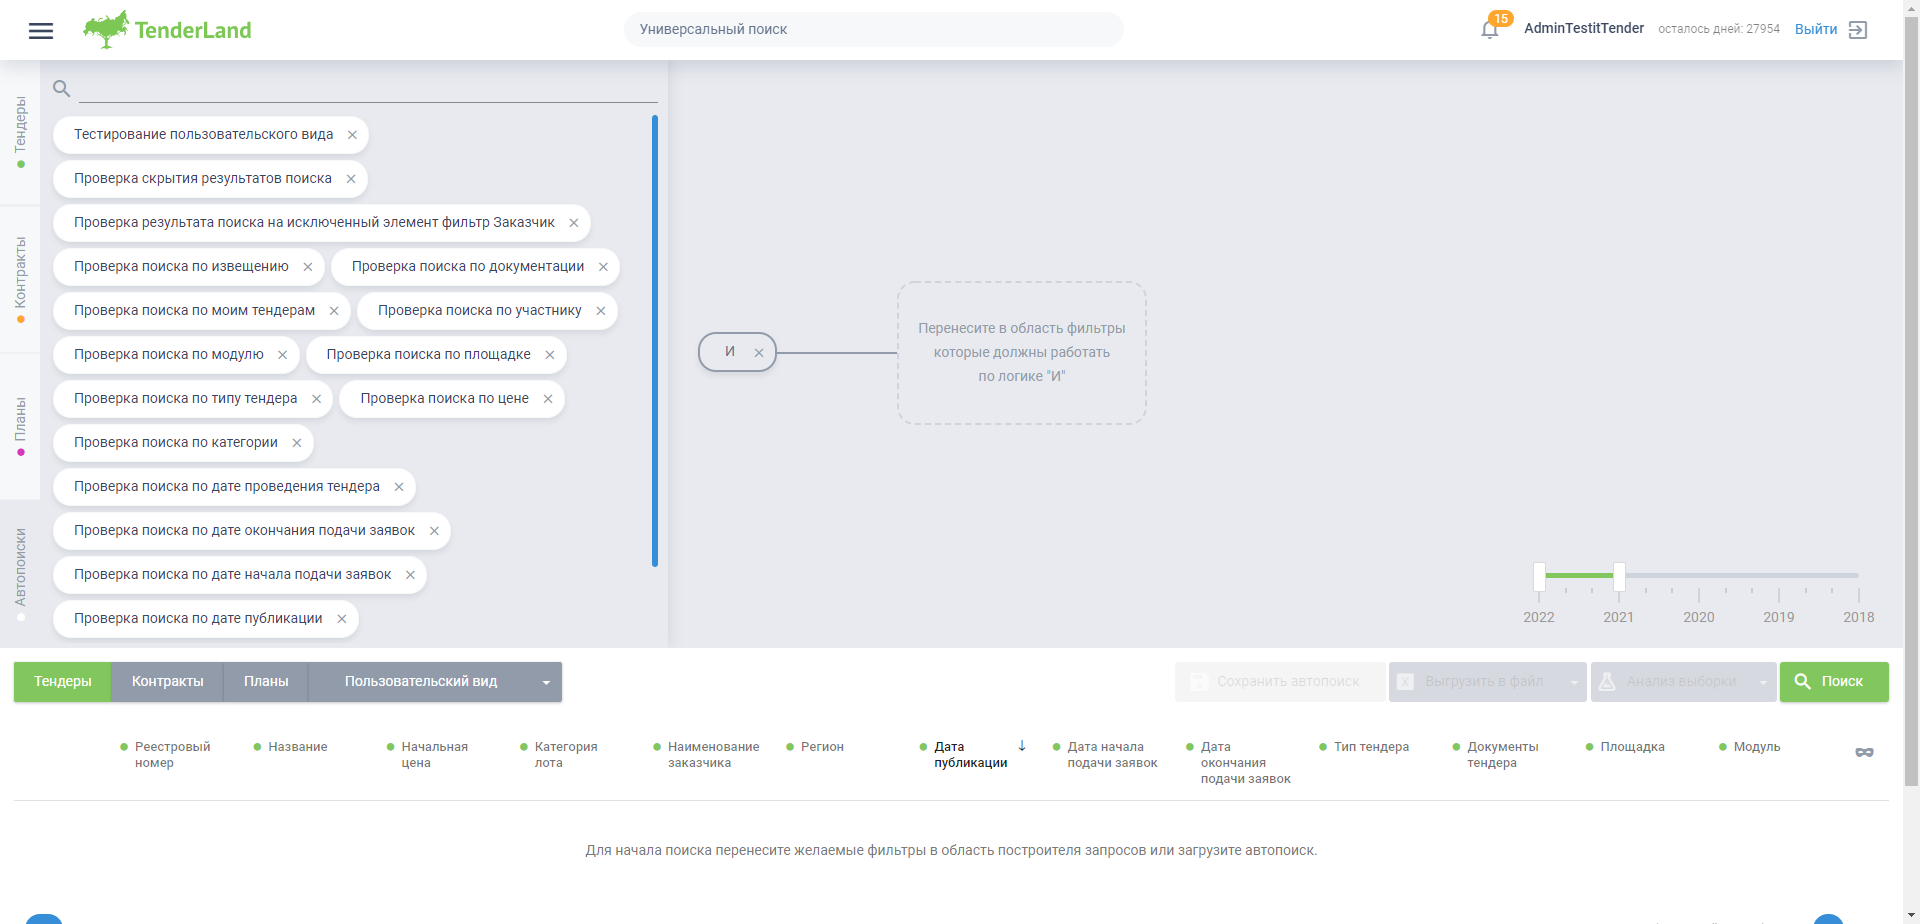 TenderLand
Универсальный поиск
15
AdminTestitTender
осталось дней: 27954
Выйти
Тендеры
Контракты
Планы
Автопоиски
Тестирование пользовательского вида
Проверка скрытия результатов поиска
Проверка результата поиска на исключенный элемент фильтр Заказчик
Проверка поиска по извещению
Проверка поиска по документации
Проверка поиска по моим тендерам
Проверка поиска по участнику
Проверка поиска по модулю
Проверка поиска по площадке
Проверка поиска по типу тендера
Проверка поиска по цене
Проверка поиска по категории
Проверка поиска по дате проведения тендера
Проверка поиска по дате окончания подачи заявок
Проверка поиска по дате начала подачи заявок
Проверка поиска по дате публикации
И
Перенесите в область фильтры
которые должны работать
по логике "И"
2022
2021
2020
2019
2018
Тендеры
Контракты
Планы
Пользовательский вид
Сохранить автопоиск
Выгрузить в файл
Анализ выборки
Поиск
Реестровый
номер
Название
Начальная
цена
Категория
лота
Наименование
заказчика
Регион
Дата
публикации
Дата начала
подачи заявок
Дата
окончания
подачи заявок
Тип тендера
Документы
тендера
Площадка
Модуль
Для начала поиска перенесите желаемые фильтры в область построителя запросов или загрузите автопоиск.